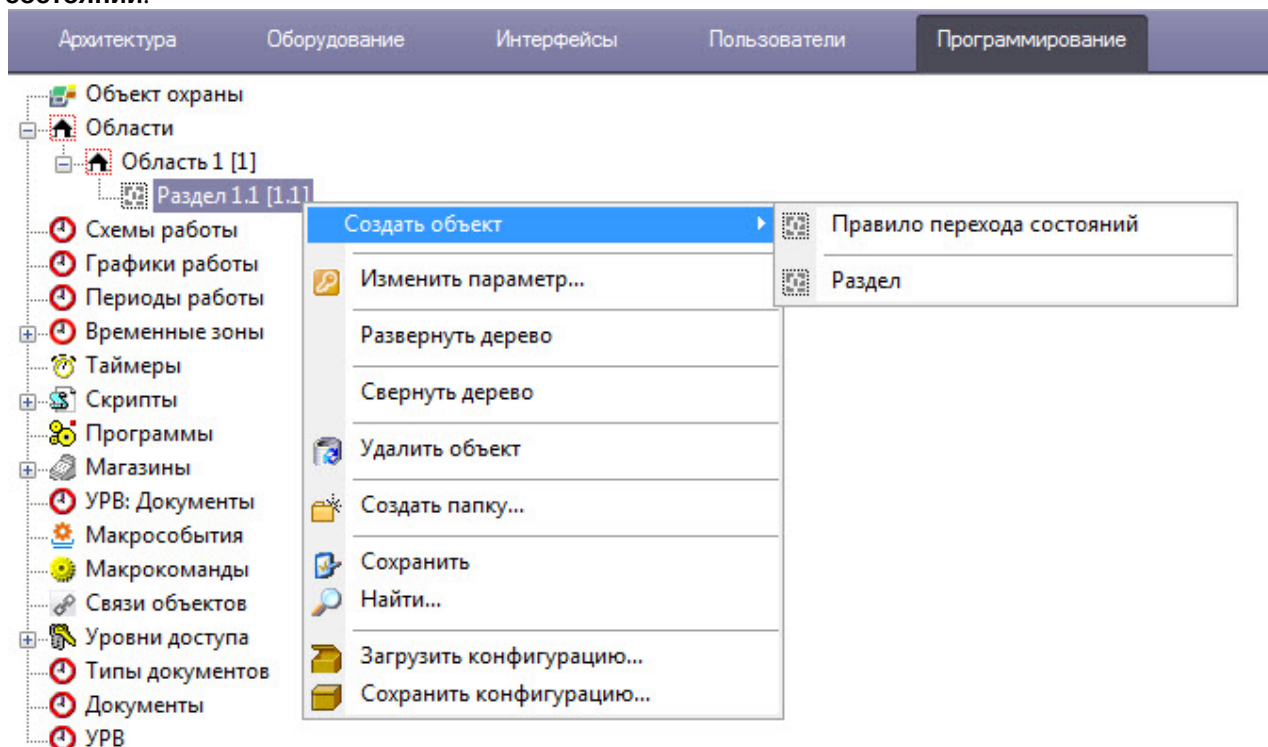 состояний.
Архитектура Оборудование Интерфейсы Пользователи Программирование
Объект охраны
Области
Область 1 [1]
Раздел 1.1 [1.1]
Схемы работы
Графики работы
Периоды работы
Временные зоны
Таймеры
Скрипты
Программы
Магазины
УРВ: Документы
Макрособытия
Макрокоманды
Связи объектов
Уровни доступа
Типы документов
Документы
УРВ
Создать объект
Изменить параметр...
Развернуть дерево
Свернуть дерево
Удалить объект
Создать папку...
Сохранить
Найти...
Загрузить конфигурацию...
Сохранить конфигурацию...
Правило перехода состояний
Раздел